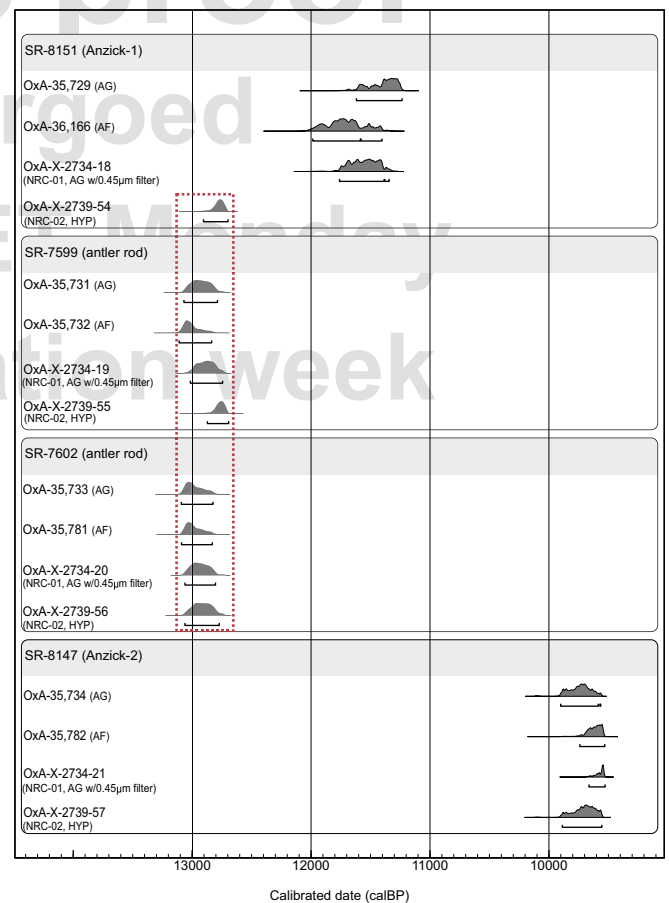 proof
rgoed
ET Monday
ation week
SR-8151 (Anzick-1)
OxA-35,729 (AG)
OxA-36,166 (AF)
OxA-X-2734-18
(NRC-01, AG w/0.45µm filter)
OxA-X-2739-54
(NRC-02, HYP)
SR-7599 (antler rod)
OxA-35,731 (AG)
OxA-35,732 (AF)
OxA-X-2734-19
(NRC-01, AG w/0.45µm filter)
OxA-X-2739-55
(NRC-02, HYP)
SR-7602 (antler rod)
OxA-35,733 (AG)
OxA-35,781 (AF)
OxA-X-2734-20
(NRC-01, AG w/0.45µm filter)
OxA-X-2739-56
(NRC-02, HYP)
SR-8147 (Anzick-2)
OxA-35,734 (AG)
OxA-35,782 (AF)
OxA-X-2734-21
(NRC-01, AG w/0.45µm filter)
OxA-X-2739-57
(NRC-02, HYP)
13000 12000 11000 10000
Calibrated date (calBP)